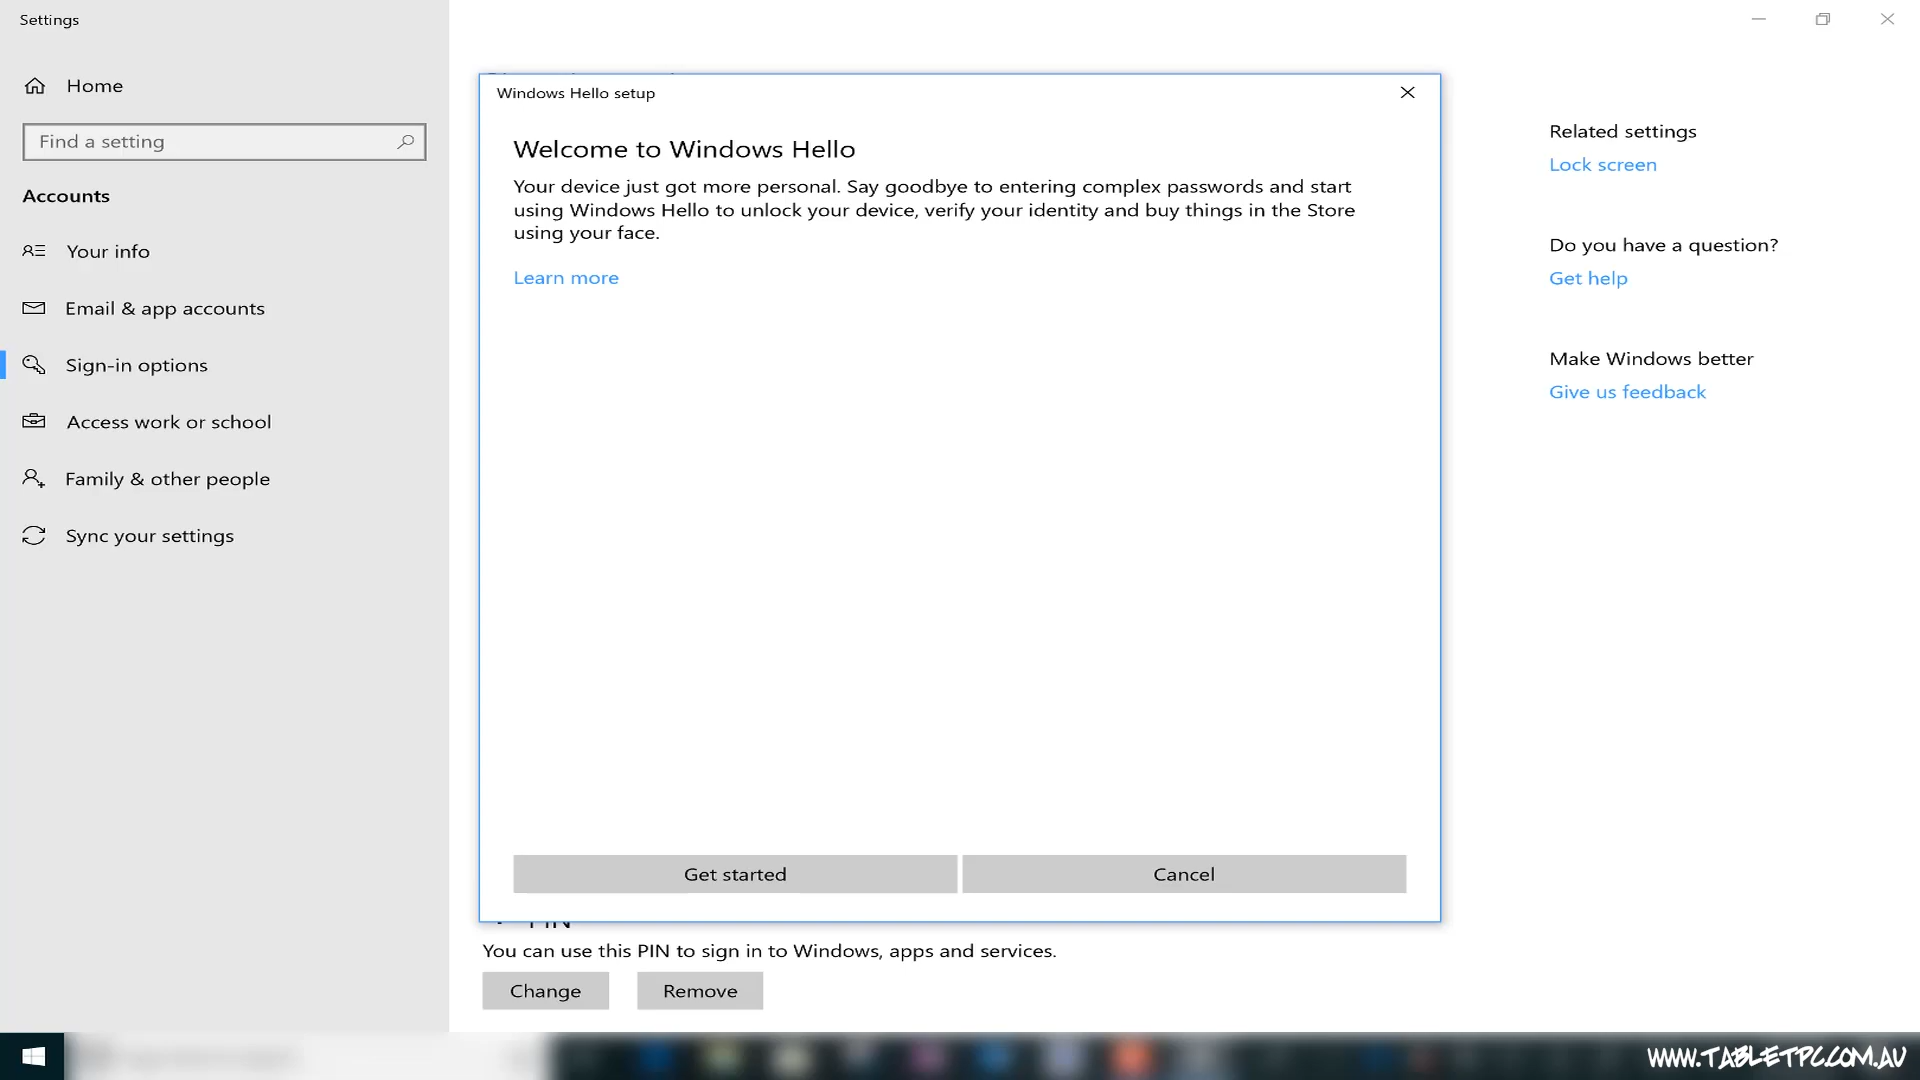 Settings
Home
Find a setting
Accounts
Your info
Email & app accounts
Sign-in options
Access work or school
Family & other people
Sync your settings
Windows Hello setup
Welcome to Windows Hello
Your device just got more personal. Say goodbye to entering complex passwords and start
using Windows Hello to unlock your device, verify your identity and buy things in the Store
using your face.
Learn more
Get started
Cancel
PIN
You can use this PIN to sign in to Windows, apps and services.
Change
Remove
Related settings
Lock screen
Do you have a question?
Get help
Make Windows better
Give us feedback
WWW.TABLETPC.COM.AU